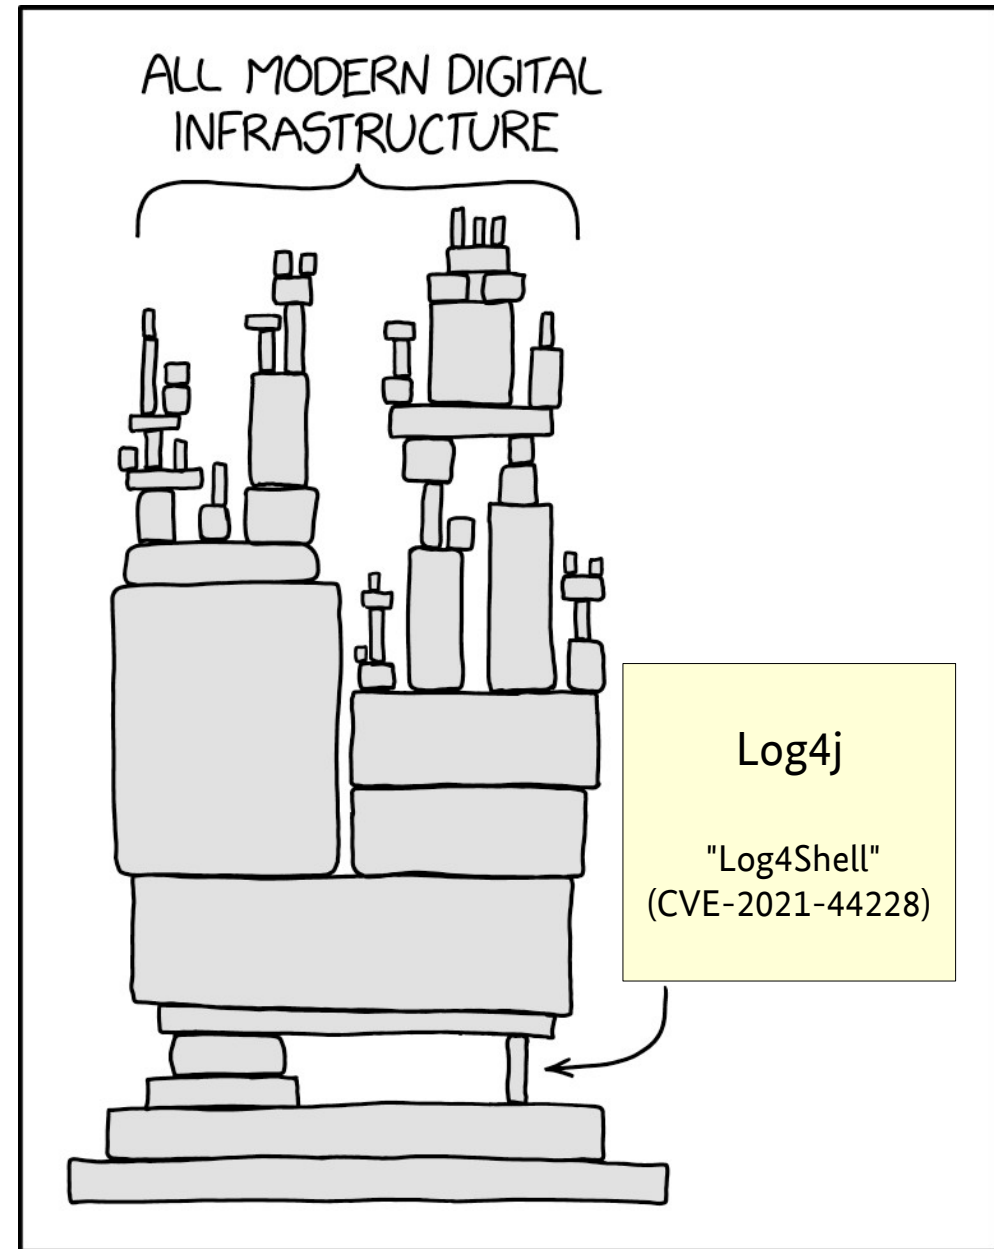 ALL MODERN DIGITAL
INFRASTRUCTURE
Log4j
"Log4Shell"
(CVE-2021-44228)